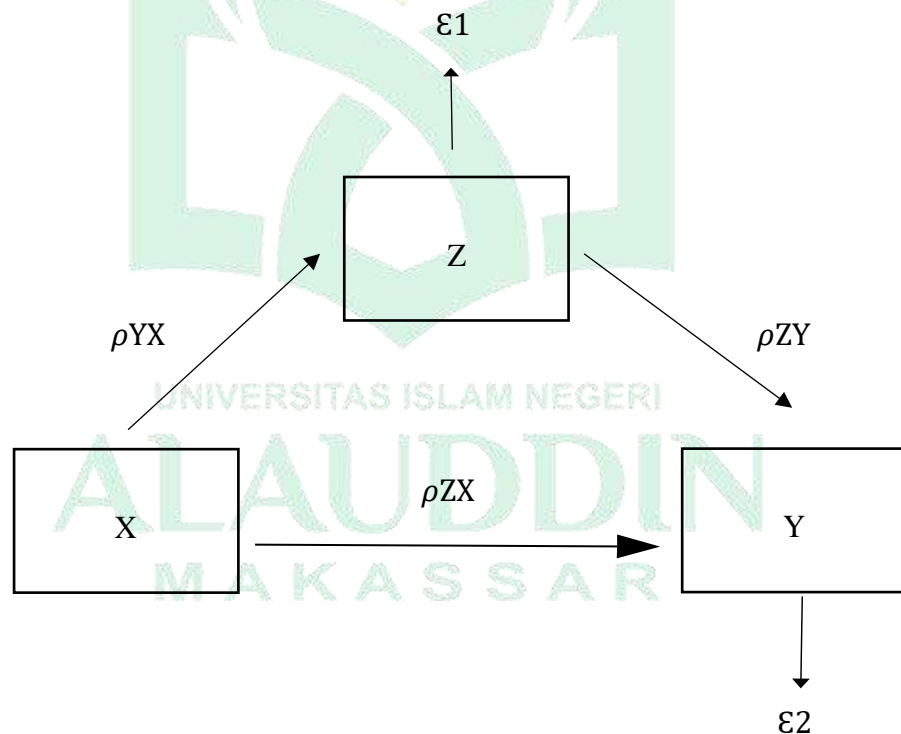 ε1
Z
ρYX
ρZY
UNIVERSITAS ISLAM NEGERI
ALAUDDIN
ρZX
X
Y
MAKASSAR
ε2